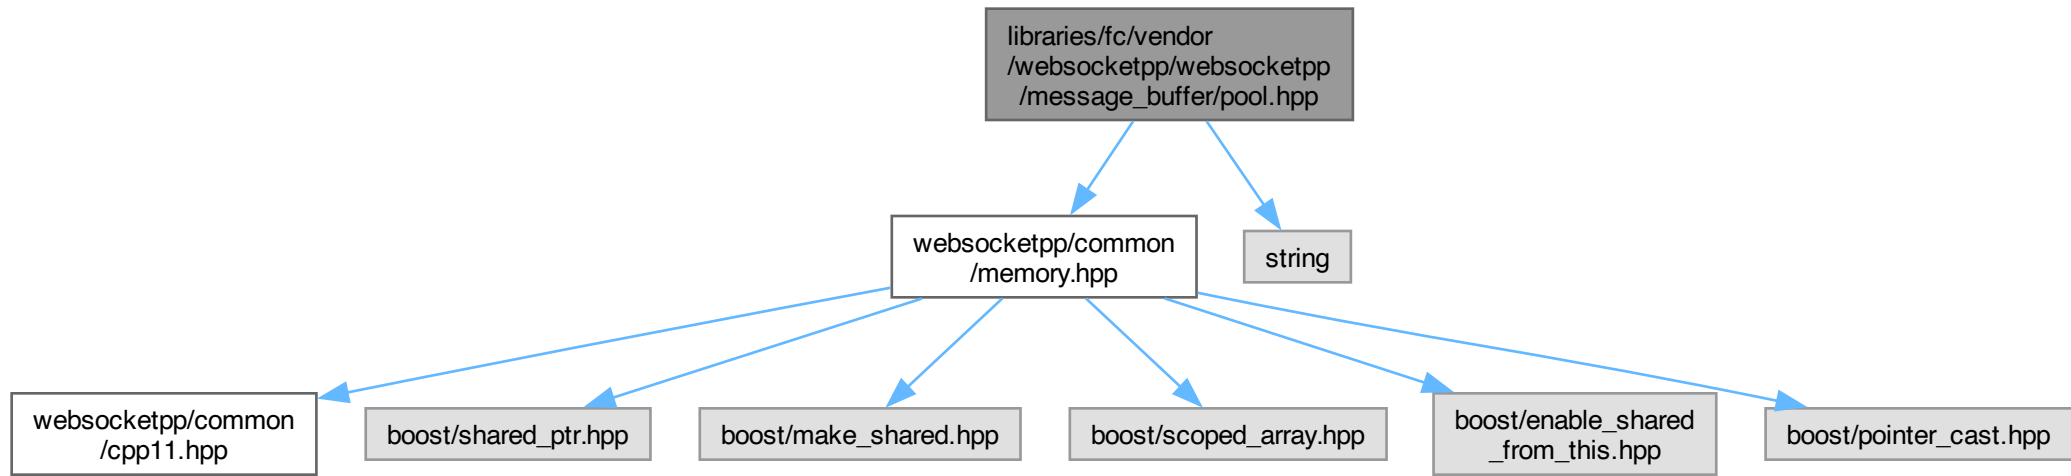 libraries/fc/vendor
/websocketpp/websocketpp
/message_buffer/pool.hpp
websocketpp/common
/memory.hpp
string
websocketpp/common
/cpp11.hpp
boost/shared_ptr.hpp
boost/make_shared.hpp
boost/scoped_array.hpp
boost/enable_shared
_from_this.hpp
boost/pointer_cast.hpp